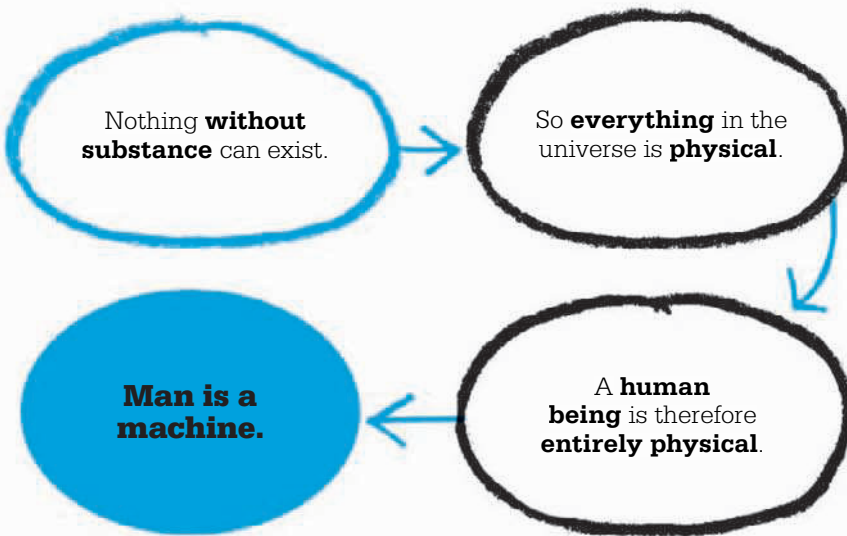 Nothing without
substance can exist.
So everything in the
universe is physical.
A human
being is therefore
entirely physical.
Man is a
machine.